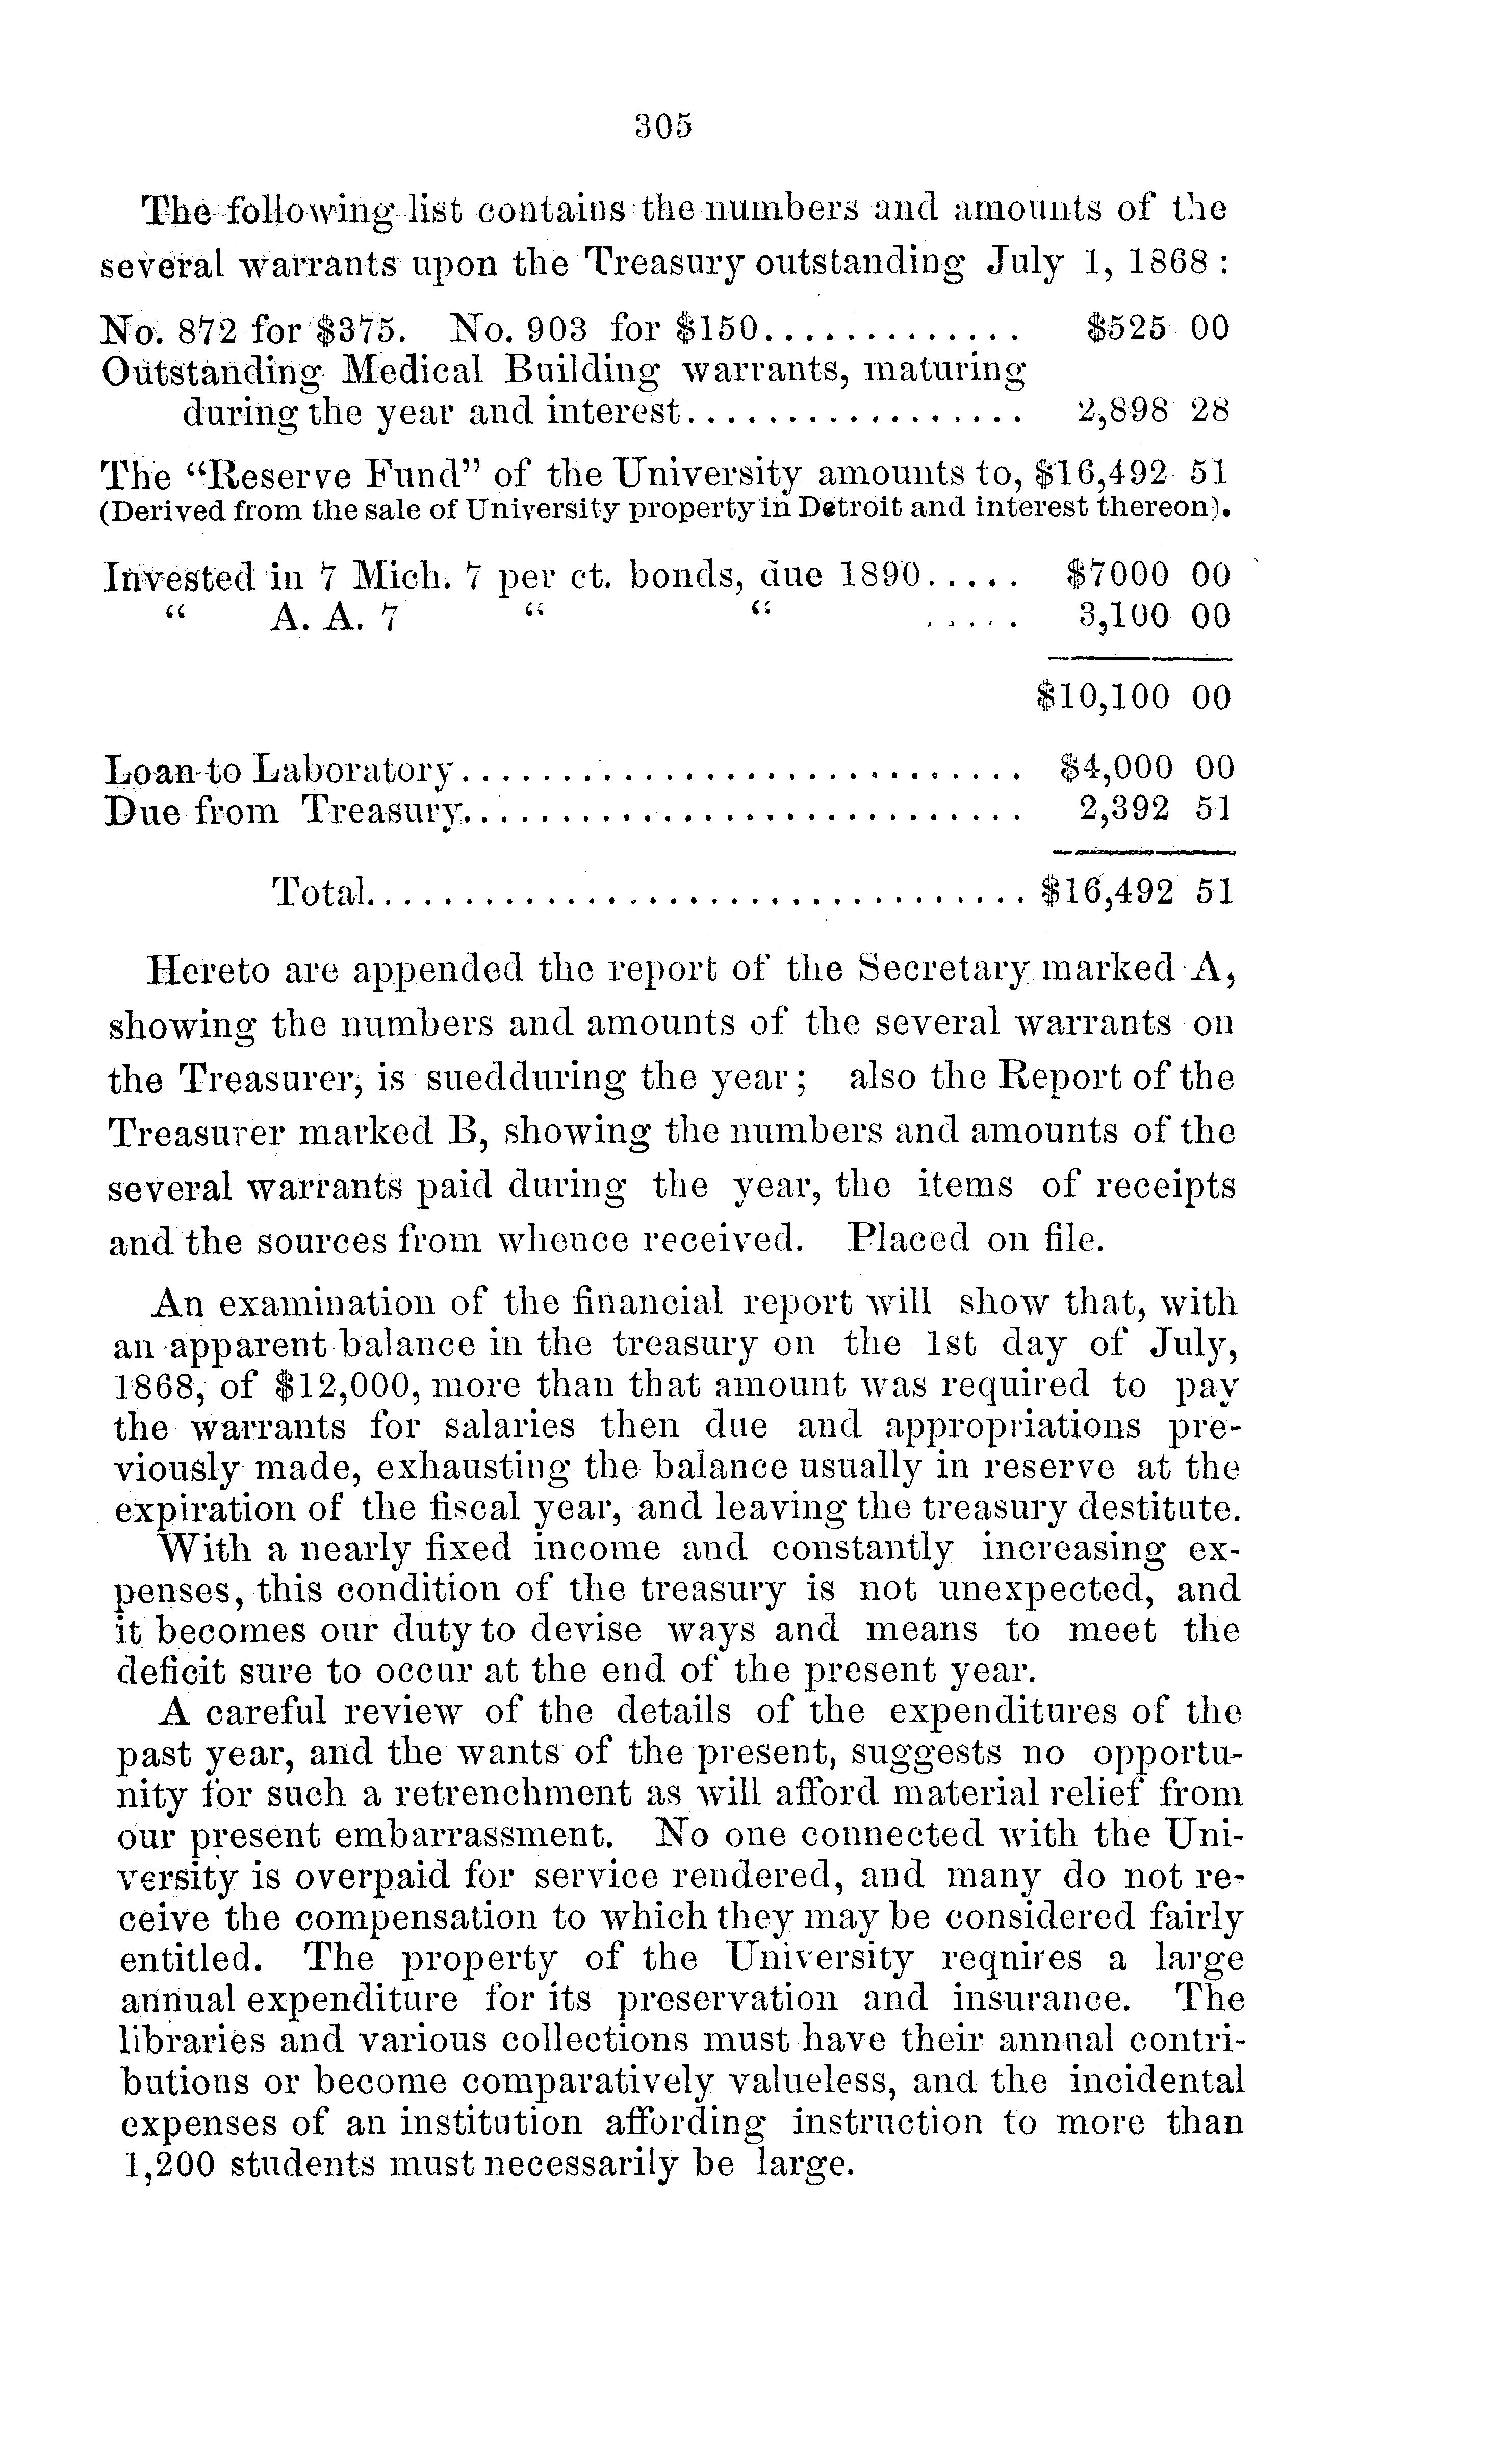 305
The following list contains the numbers and amounts of the
several warrants upon the Treasury outstanding July 1, 1868 :
No. 872 for $375. No. 903 for $150............. $525 00
Outstanding Medical Building warrants, maturing
during the year and interest................. 2,898 28
The "Reserve Fund" of the University amounts to, $16,492 51
(Derived from the sale of University property in Detroit and interest thereon).
Invested in 7 Mich. 7 per ct. bonds, due 1890..... $7000 00
" A. A. 7 " " ..... 3,100 00
$10,100 00
Loan to Laboratory............................ $4,000 00
Due from Treasury............................ 2,392 51
Total................................. $16,492 51
Hereto are appended the report of the Secretary marked A,
showing the numbers and amounts of the several warrants on
the Treasurer, is suedduring the year; also the Report of the
Treasurer marked B, showing the numbers and amounts of the
several warrants paid during the year, the items of receipts
and the sources from whence received. Placed on file.
An examination of the financial report will show that, with
an apparent balance in the treasury on the 1st day of July,
1868, of $12,000, more than that amount was required to pay
the warrants for salaries then due and appropriations pre-
viously made, exhausting the balance usually in reserve at the
expiration of the fiscal year, and leaving the treasury destitute.
With a nearly fixed income and constantly increasing ex-
penses, this condition of the treasury is not unexpected, and
it becomes our duty to devise ways and means to meet the
deficit sure to occur at the end of the present year.
A careful review of the details of the expenditures of the
past year, and the wants of the present, suggests no opportu-
nity for such a retrenchment as will afford material relief from
our present embarrassment. No one connected with the Uni-
versity is overpaid for service rendered, and many do not re-
ceive the compensation to which they may be considered fairly
entitled. The property of the University reqnires a large
annual expenditure for its preservation and insurance. The
libraries and various collections must have their annual contri-
butions or become comparatively valueless, and the incidental
expenses of an institution affording instruction to more than
1,200 students must necessarily be large.